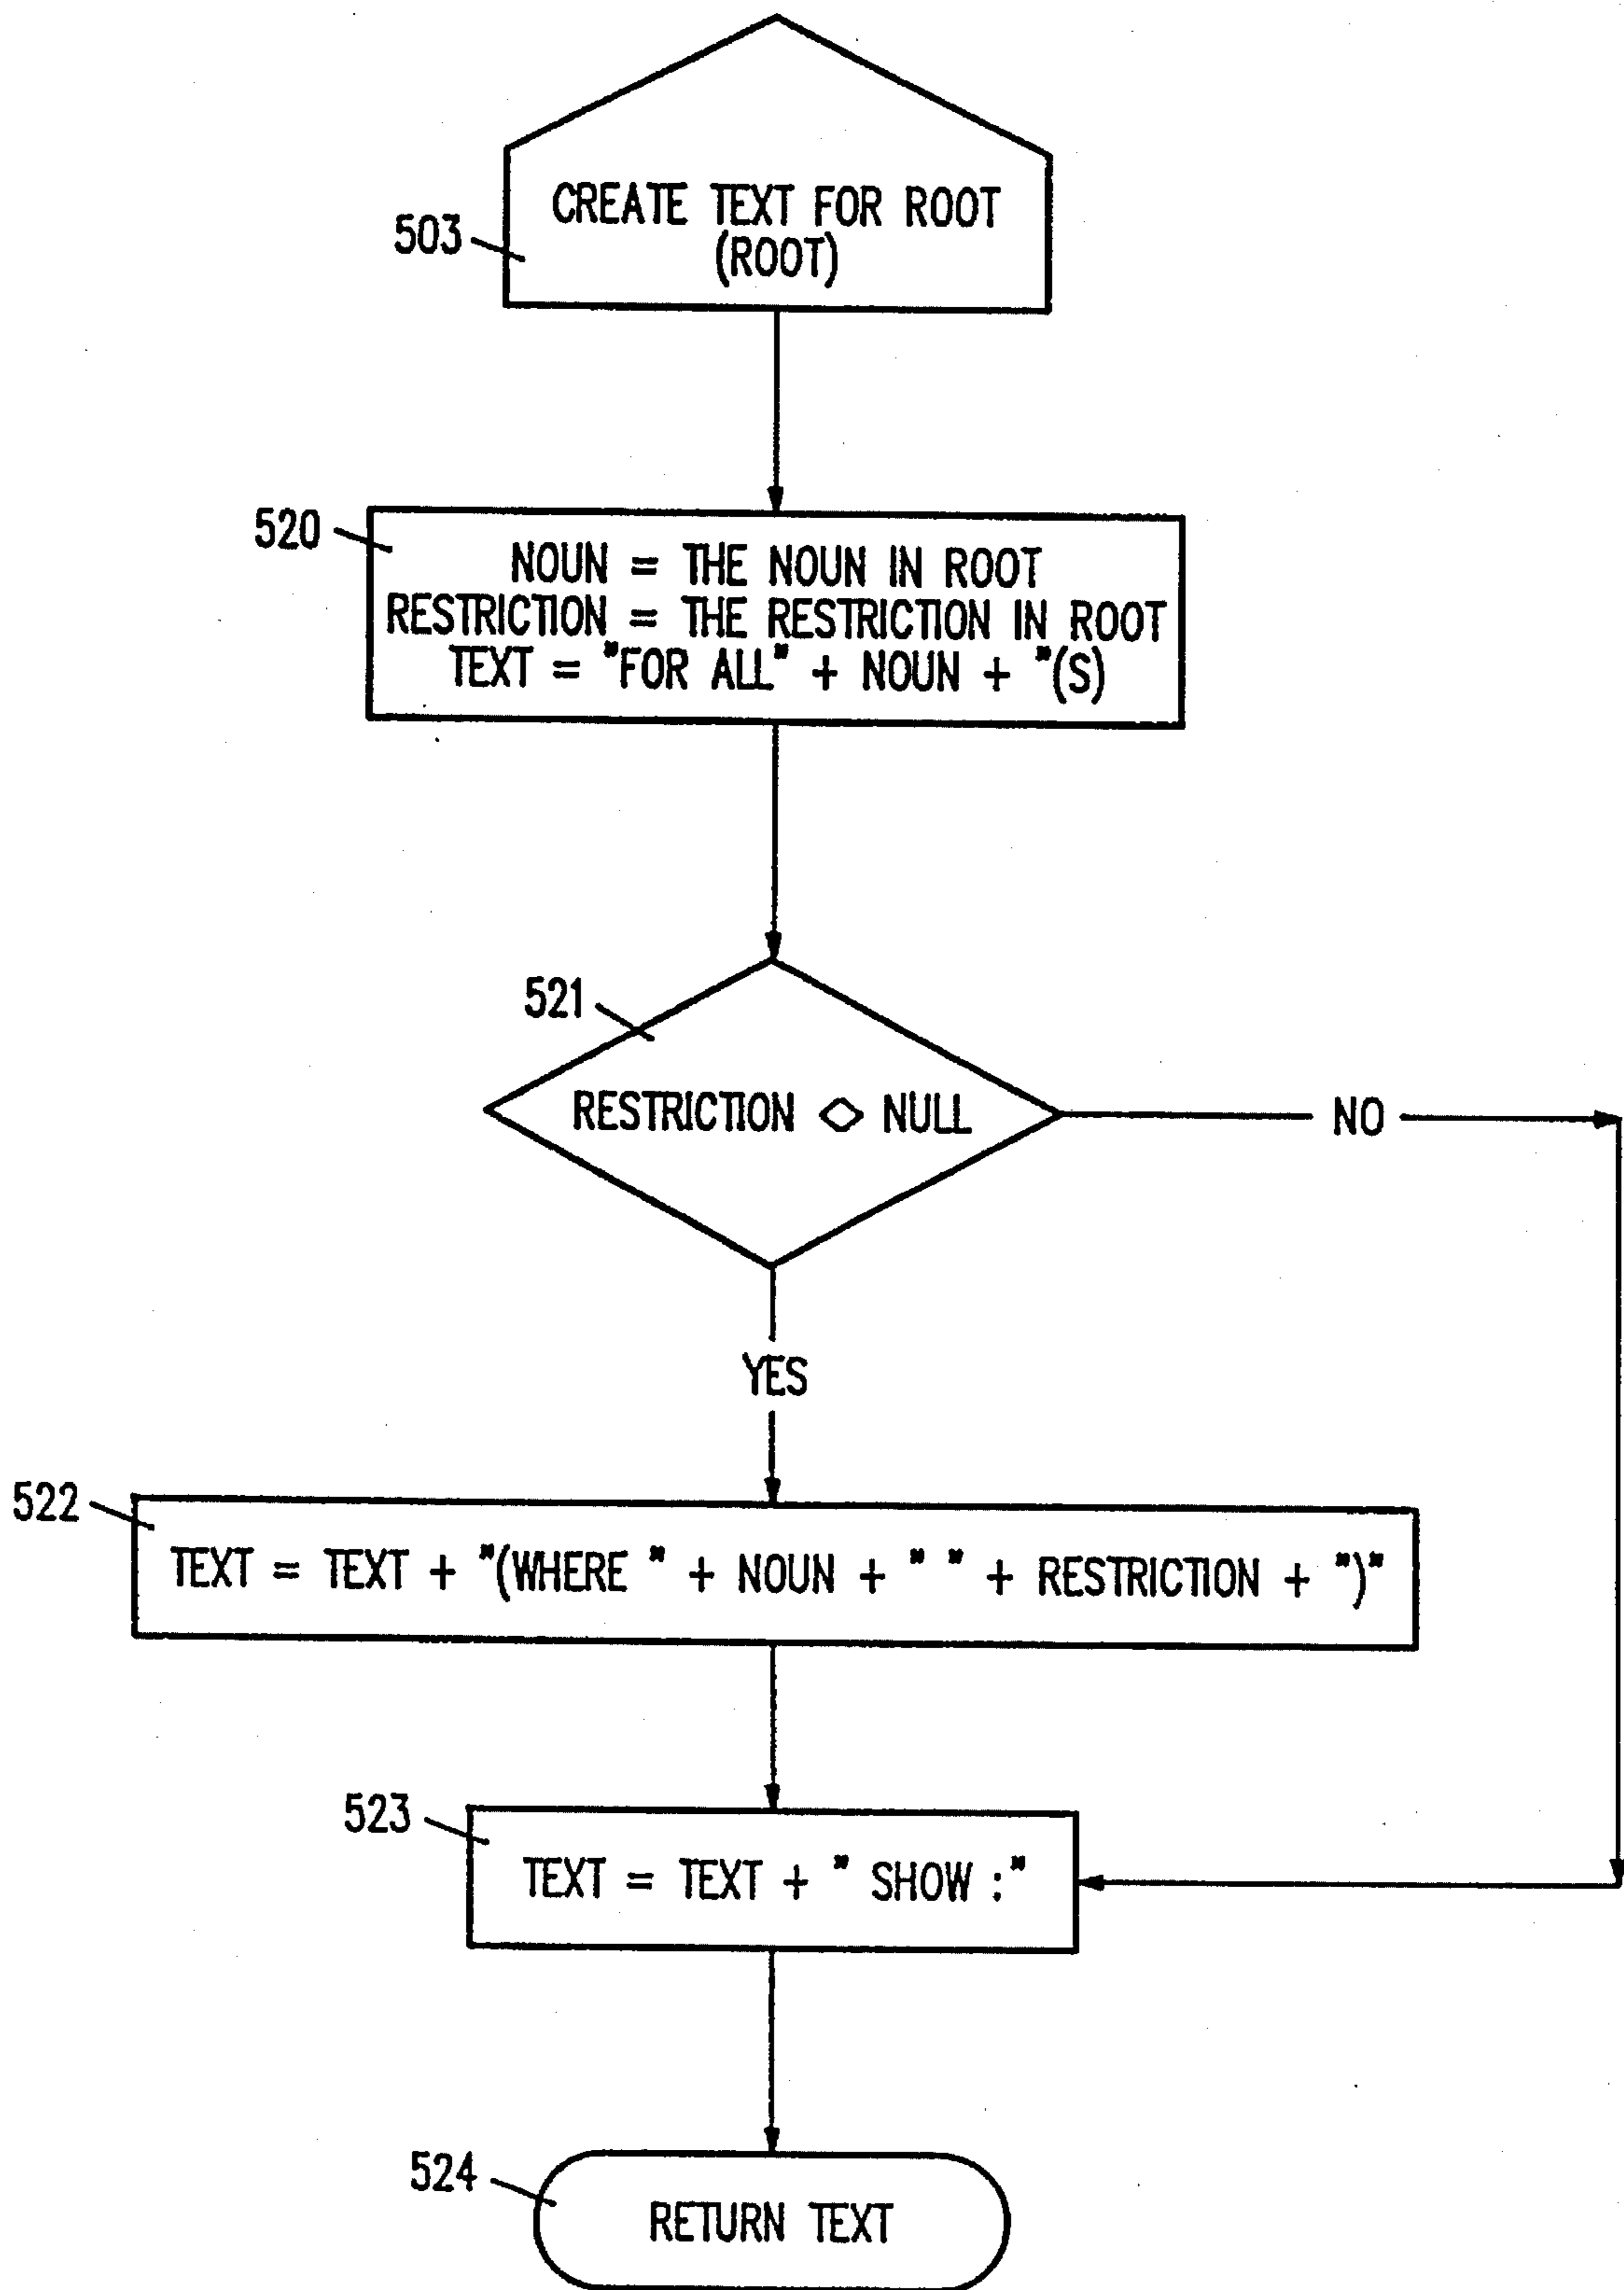 CREATE TEXT FOR ROOT
(ROOT)
503
520
NOUN = THE NOUN IN ROOT
RESTRICTION = THE RESTRICTION IN ROOT
TEXT = "FOR ALL" + NOUN + "(S)
521
RESTRICTION <> NULL
NO
YES
522
TEXT = TEXT + "(WHERE " + NOUN + " " + RESTRICTION + ")"
523
TEXT = TEXT + " SHOW :"
524
RETURN TEXT